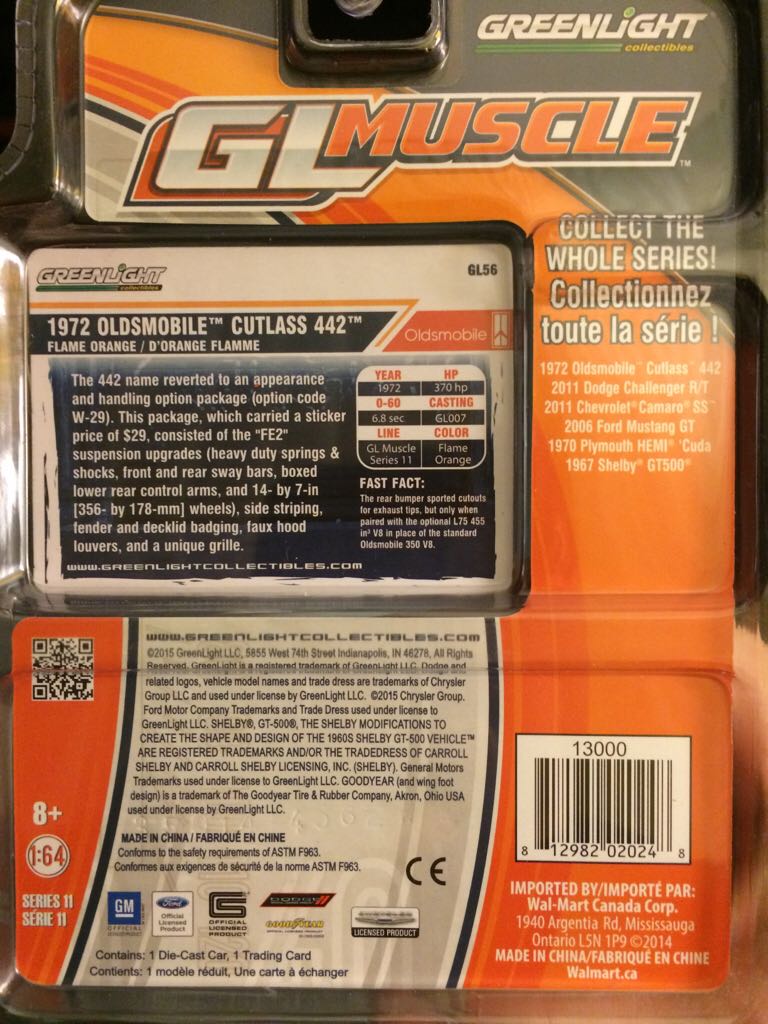 GREENLIGHT
collectibles
GL MUSCLE™
COLLECT THE
WHOLE SERIES!
Collectionnez
toute la série !
1972 Oldsmobile™ Cutlass™ 442
2011 Dodge Challenger R/T
2011 Chevrolet® Camaro® SS™
2006 Ford Mustang GT
1970 Plymouth HEMI® 'Cuda
1967 Shelby® GT500®
GREENLIGHT
collectibles
GL56
1972 OLDSMOBILE™ CUTLASS 442™
FLAME ORANGE / D'ORANGE FLAMME
Oldsmobile
The 442 name reverted to an appearance
and handling option package (option code
W-29). This package, which carried a sticker
price of $29, consisted of the "FE2"
suspension upgrades (heavy duty springs &
shocks, front and rear sway bars, boxed
lower rear control arms, and 14- by 7-in
[356- by 178-mm] wheels), side striping,
fender and decklid badging, faux hood
louvers, and a unique grille.
YEAR HP
1972 370 hp
0-60 CASTING
6.8 sec GL007
LINE COLOR
GL Muscle Flame
Series 11 Orange
FAST FACT:
The rear bumper sported cutouts
for exhaust tips, but only when
paired with the optional L75 455
in³ V8 in place of the standard
Oldsmobile 350 V8.
www.GREENLIGHTCOLLECTIBLES.COM
www.GREENLIGHTCOLLECTIBLES.COM
©2015 GreenLight LLC, 5855 West 74th Street Indianapolis, IN 46278, All Rights
Reserved. GreenLight is a registered trademark of GreenLight LLC. Dodge and
related logos, vehicle model names and trade dress are trademarks of Chrysler
Group LLC and used under license by GreenLight LLC. ©2015 Chrysler Group.
Ford Motor Company Trademarks and Trade Dress used under license to
GreenLight LLC. SHELBY®, GT-500®, THE SHELBY MODIFICATIONS TO
CREATE THE SHAPE AND DESIGN OF THE 1960S SHELBY GT-500 VEHICLE™
ARE REGISTERED TRADEMARKS AND/OR THE TRADEDRESS OF CARROLL
SHELBY AND CARROLL SHELBY LICENSING, INC. (SHELBY). General Motors
Trademarks used under license to GreenLight LLC. GOODYEAR (and wing foot
design) is a trademark of The Goodyear Tire & Rubber Company, Akron, Ohio USA
used under license by GreenLight LLC.
MADE IN CHINA / FABRIQUÉ EN CHINE
Conforms to the safety requirements of ASTM F963.
Conformes aux exigences de sécurité de la norme ASTM F963.
CE
8+
1:64
SERIES 11
SÉRIE 11
GM
OFFICIAL
Ford
Official
Licensed
Product
OFFICIAL
LICENSED
PRODUCT
DODGE
GOODYEAR
LICENSED PRODUCT
Contains: 1 Die-Cast Car, 1 Trading Card
Contients: 1 modèle réduit, Une carte à échanger
13000
8 12982 02024 8
IMPORTED BY/IMPORTÉ PAR:
Wal-Mart Canada Corp.
1940 Argentia Rd, Mississauga
Ontario L5N 1P9 ©2014
MADE IN CHINA/FABRIQUÉ EN CHINE
Walmart.ca